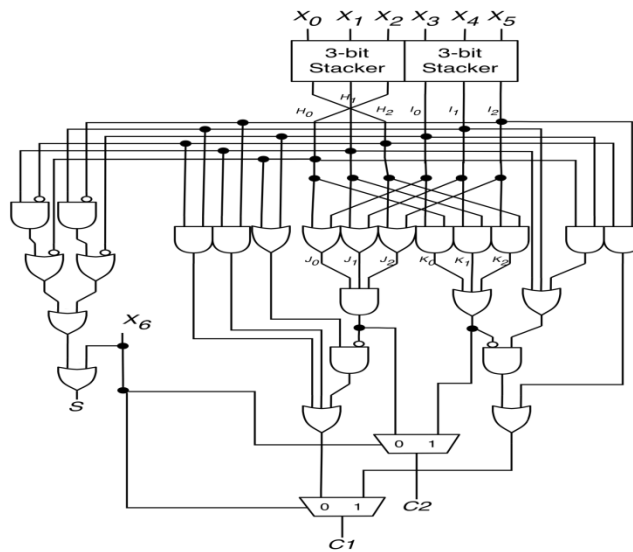 X0 X1 X2 X3 X4 X5
3-bit Stacker
3-bit Stacker
H0 H1 H2 I0 I1 I2
J0 J1 J2 K0 K1 K2
X6
S
0 1
0 1
C2
C1